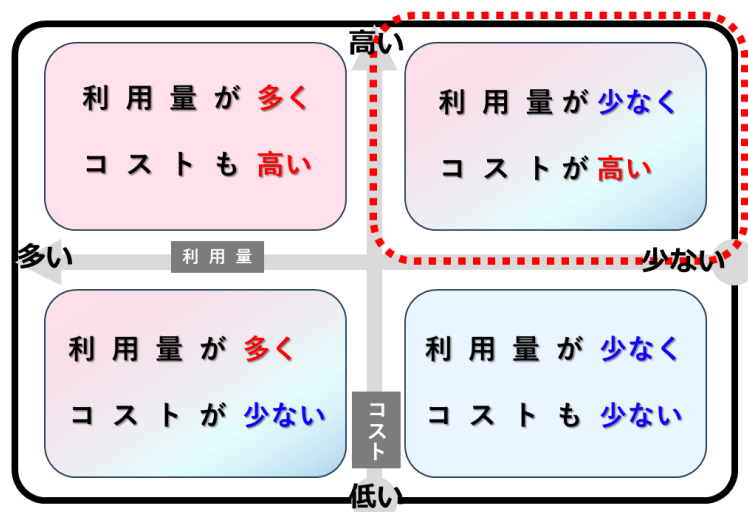 高い
利用量が多く
コストも高い
利用量が少なく
コストが高い
多い
利用量
少ない
利用量が多く
コストが少ない
コスト
利用量が少なく
コストも少ない
低い